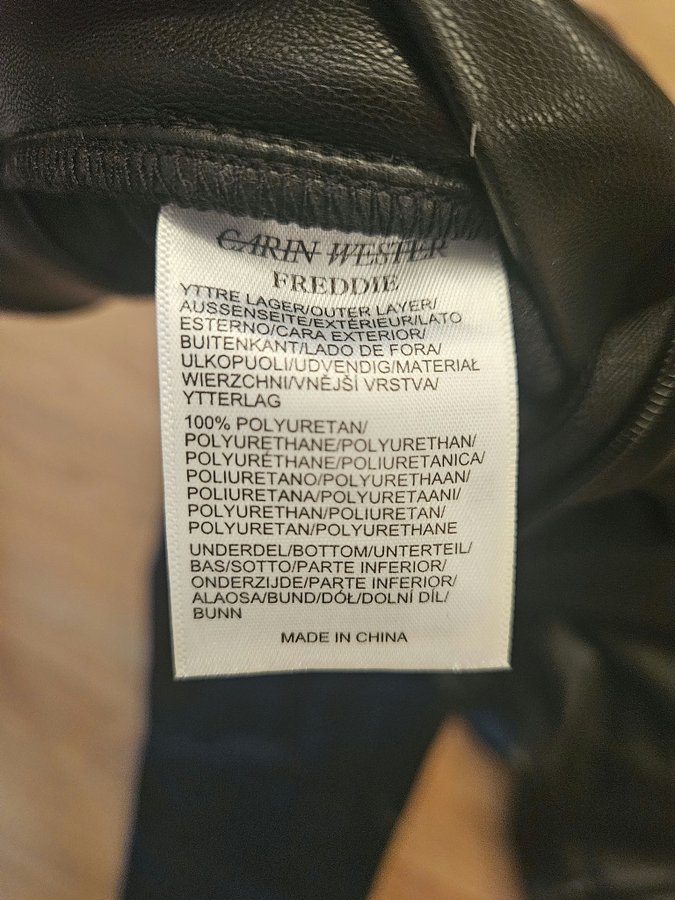 CARIN WESTER
FREDDIE
YTTRE LAGER/OUTER LAYER/
AUSSENSEITE/EXTÉRIEUR/LATO
ESTERNO/CARA EXTERIOR/
BUITENKANT/LADO DE FORA/
ULKOPUOLI/UDVENDIG/MATERIAŁ
WIERZCHNI/VNĚJŠÍ VRSTVA/
YTTERLAG
100% POLYURETAN/
POLYURETHANE/POLYURETHAN/
POLYURÉTHANE/POLIURETANICA/
POLIURETANO/POLYURETHAAN/
POLIURETANA/POLYURETAANI/
POLYURETHAN/POLIURETAN/
POLYURETAN/POLYURETHANE
UNDERDEL/BOTTOM/UNTERTEIL/
BAS/SOTTO/PARTE INFERIOR/
ONDERZIJDE/PARTE INFERIOR/
ALAOSA/BUND/DÓŁ/DOLNÍ DÍL/
BUNN
MADE IN CHINA